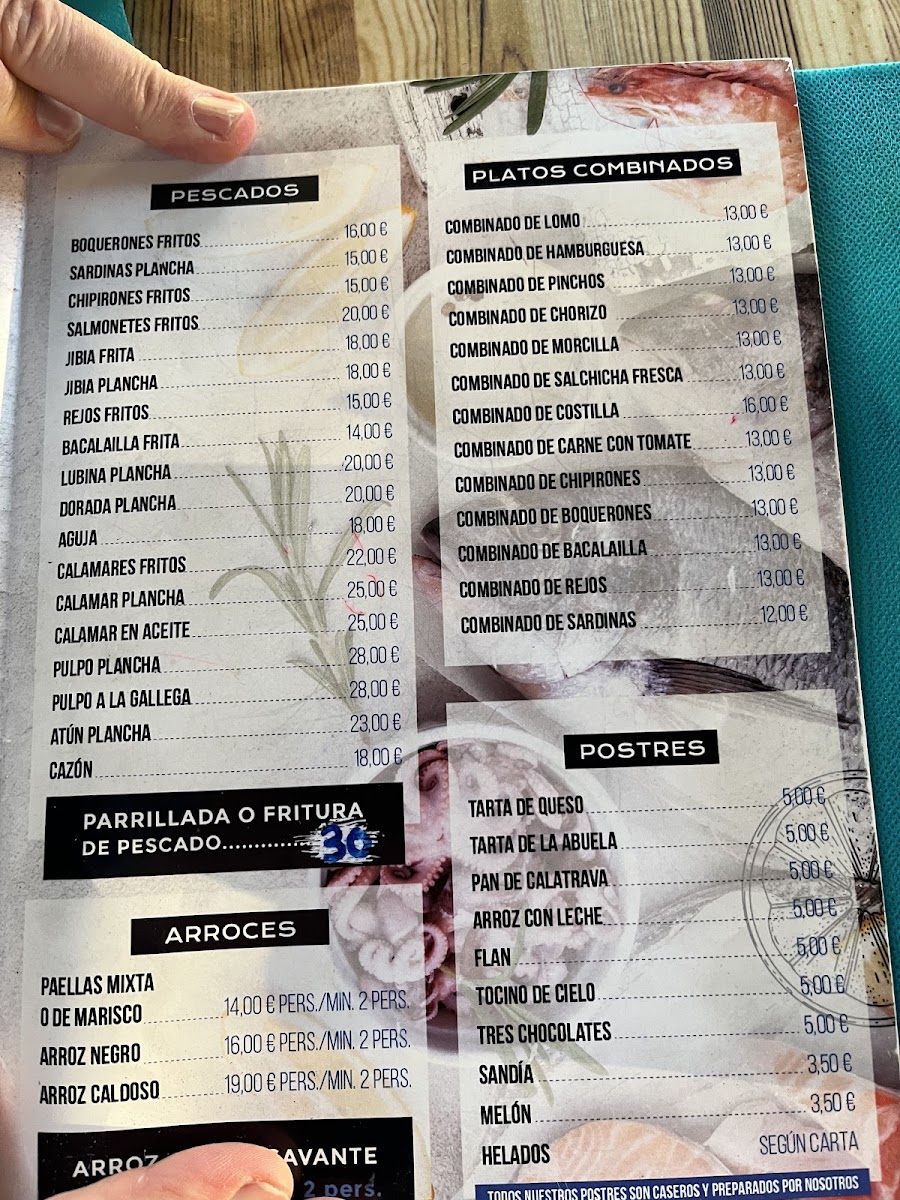 PESCADOS
BOQUERONES FRITOS 16,00 €
SARDINAS PLANCHA 15,00 €
CHIPIRONES FRITOS 15,00 €
SALMONETES FRITOS 20,00 €
JIBIA FRITA 18,00 €
JIBIA PLANCHA 18,00 €
REJOS FRITOS 15,00 €
BACALAILLA FRITA 14,00 €
LUBINA PLANCHA 20,00 €
DORADA PLANCHA 20,00 €
AGUJA 18,00 €
CALAMARES FRITOS 22,00 €
CALAMAR PLANCHA 25,00 €
CALAMAR EN ACEITE 25,00 €
PULPO PLANCHA 28,00 €
PULPO A LA GALLEGA 28,00 €
ATÚN PLANCHA 23,00 €
CAZÓN 18,00 €
PARRILLADA O FRITURA
DE PESCADO............. 30
ARROCES
PAELLAS MIXTA
O DE MARISCO 14,00 € PERS./MIN. 2 PERS.
ARROZ NEGRO 16,00 € PERS./MIN. 2 PERS.
ARROZ CALDOSO 19,00 € PERS./MIN. 2 PERS.
ARROZ
2 pers.
PLATOS COMBINADOS
COMBINADO DE LOMO 13,00 €
COMBINADO DE HAMBURGUESA 13,00 €
COMBINADO DE PINCHOS 13,00 €
COMBINADO DE CHORIZO 13,00 €
COMBINADO DE MORCILLA 13,00 €
COMBINADO DE SALCHICHA FRESCA 13,00 €
COMBINADO DE COSTILLA 16,00 €
COMBINADO DE CARNE CON TOMATE 13,00 €
COMBINADO DE CHIPIRONES 13,00 €
COMBINADO DE BOQUERONES 13,00 €
COMBINADO DE BACALAILLA 13,00 €
COMBINADO DE REJOS 13,00 €
COMBINADO DE SARDINAS 12,00 €
POSTRES
TARTA DE QUESO 5,00 €
TARTA DE LA ABUELA 5,00 €
PAN DE CALATRAVA 5,00 €
ARROZ CON LECHE 5,00 €
FLAN 5,00 €
TOCINO DE CIELO 5,00 €
TRES CHOCOLATES 5,00 €
SANDÍA 3,50 €
MELÓN 3,50 €
HELADOS SEGÚN CARTA
TODOS NUESTROS POSTRES SON CASEROS Y PREPARADOS POR NOSOTROS